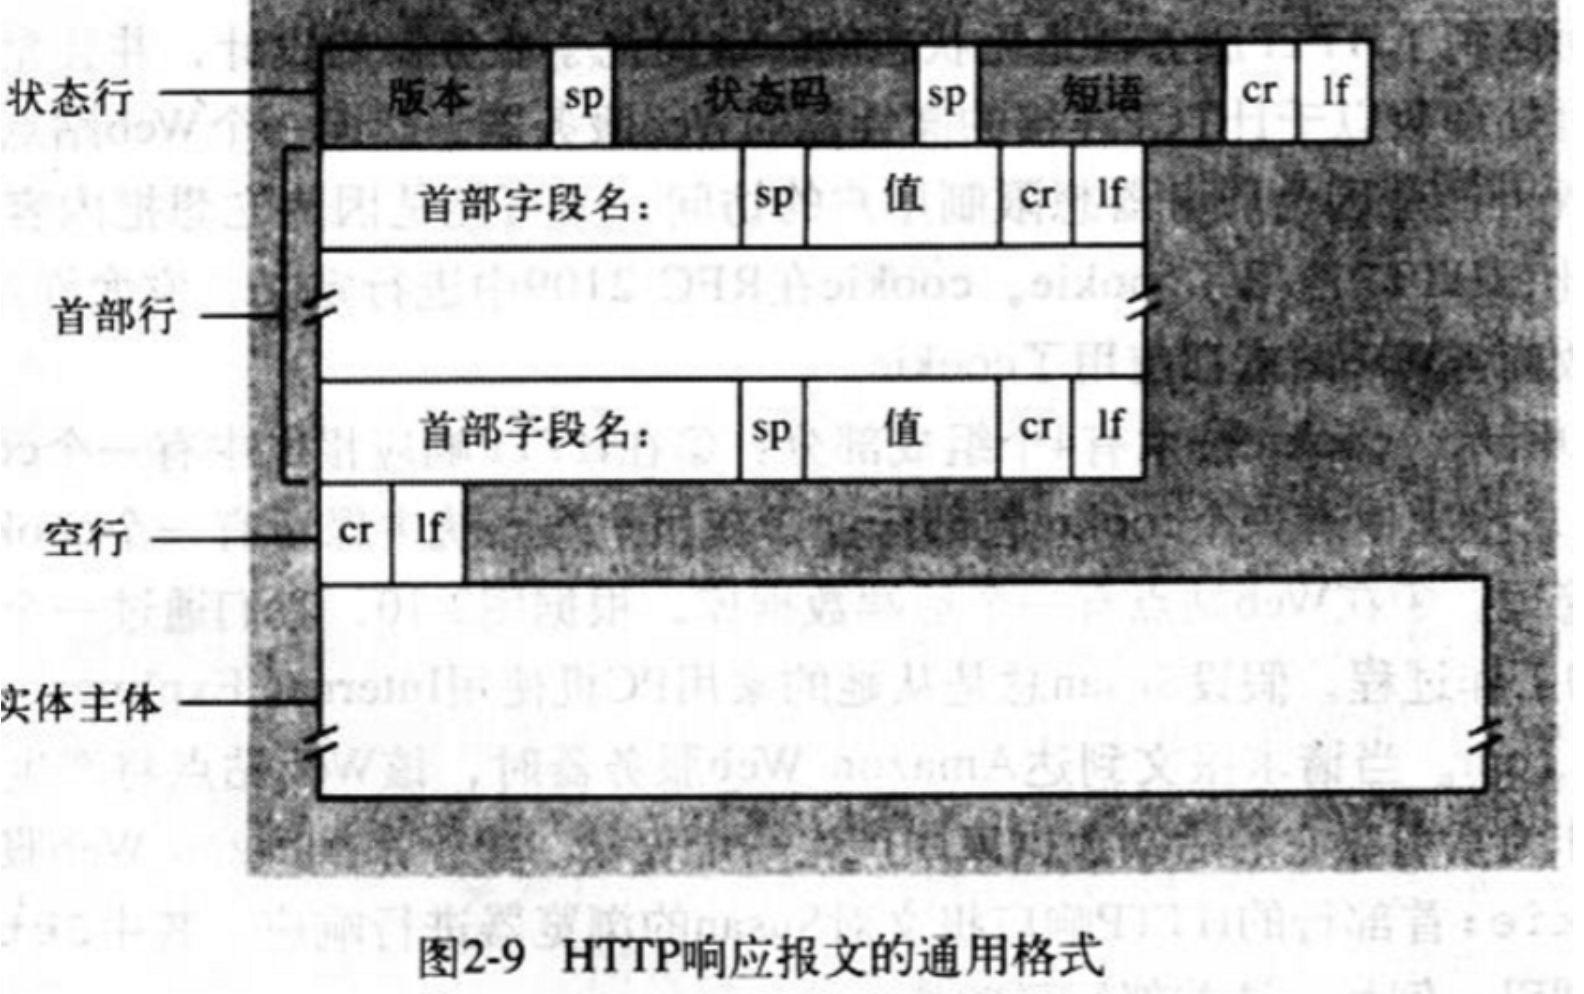 状态行 版本 sp 状态码 sp 短语 cr lf
首部字段名： sp 值 cr lf
首部行
首部字段名： sp 值 cr lf
空行 cr lf
实体主体
图2-9 HTTP响应报文的通用格式